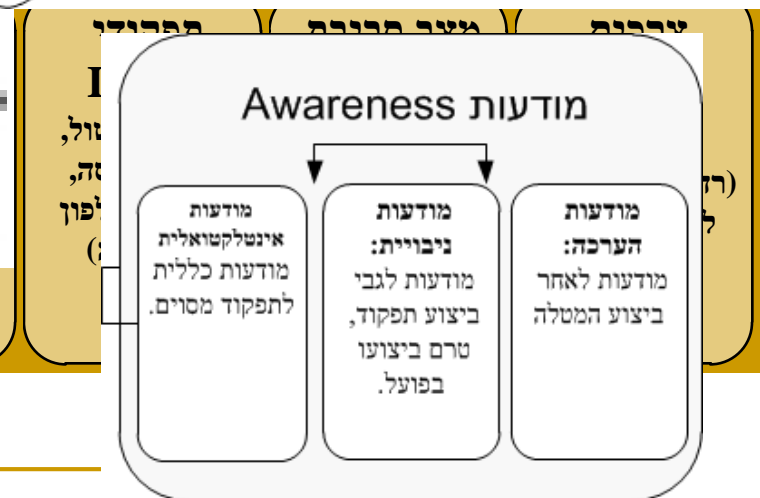 מודעות Awareness
מודעות
הערכה:
מודעות לאחר
ביצוע המטלה
מודעות
ניבויית:
מודעות לגבי
ביצוע תפקוד,
טרם ביצועו
בפועל.
מודעות
אינטלקטואלית
מודעות כללית
לתפקוד מסוים.